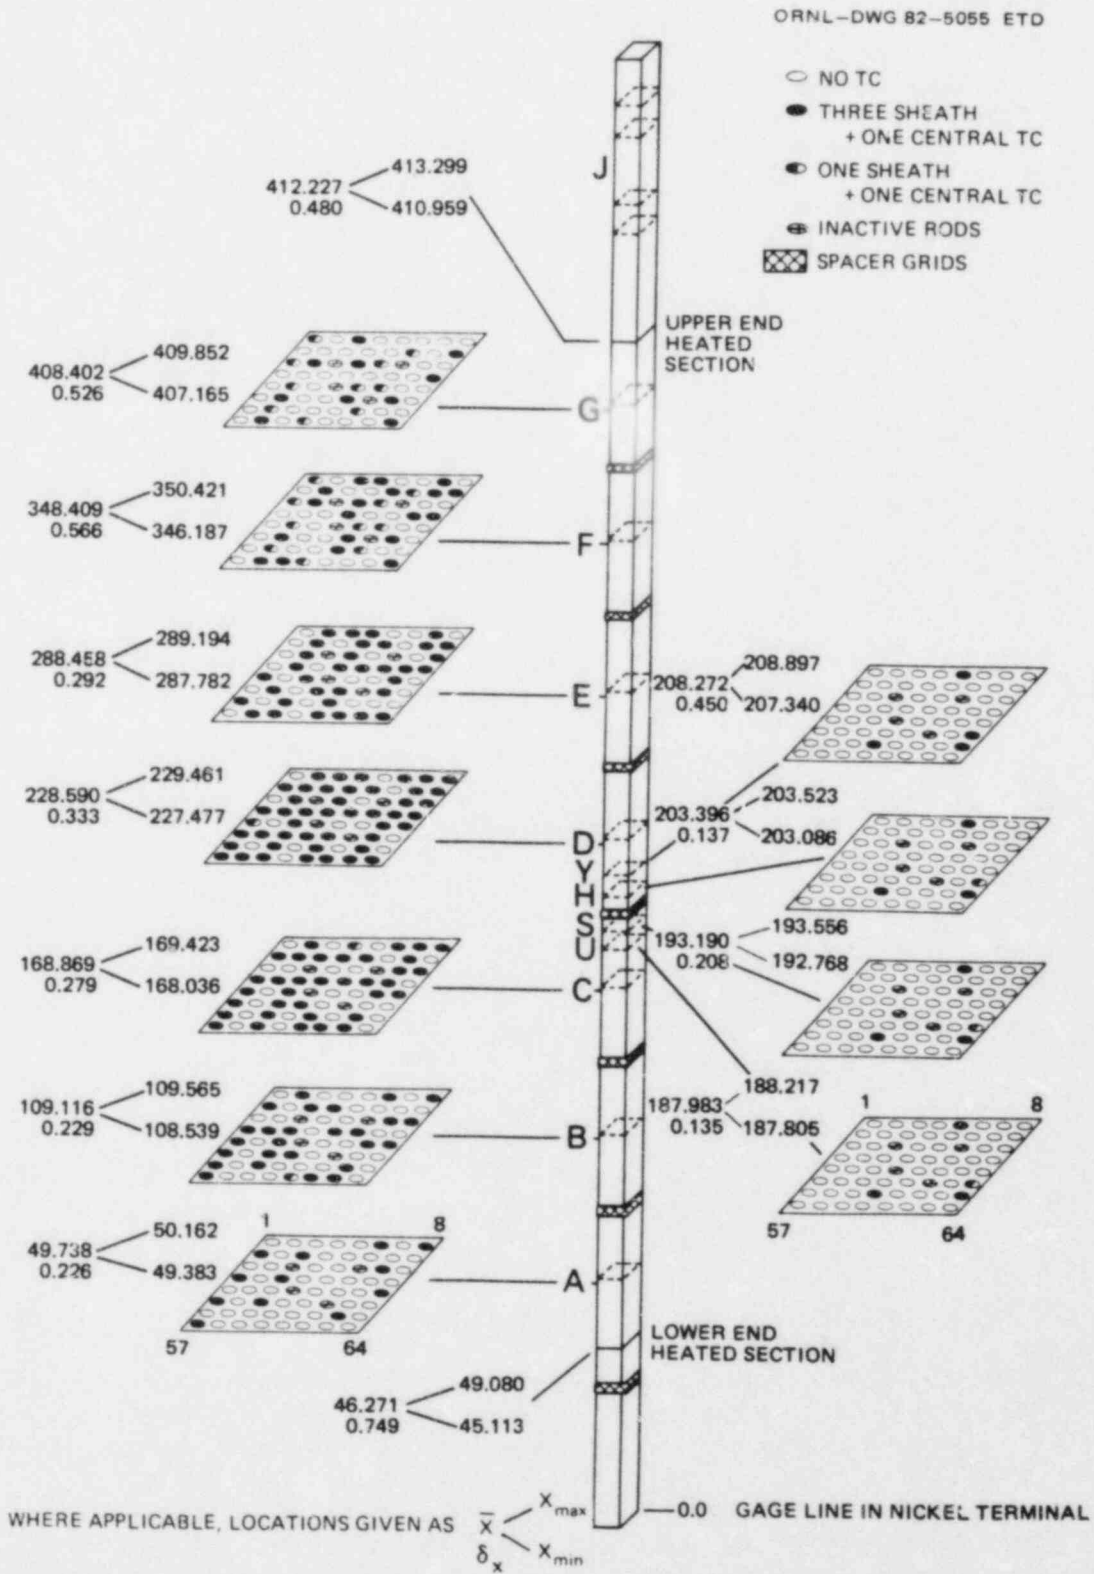 ORNL-DWG 82-5055 ETD
NO TC
THREE SHEATH
+ ONE CENTRAL TC
ONE SHEATH
+ ONE CENTRAL TC
INACTIVE RODS
SPACER GRIDS
J
413.299
412.227
0.480
410.959
UPPER END
HEATED
SECTION
409.852
408.402
0.526
407.165
G
350.421
348.409
0.566
346.187
F
289.194
288.458
0.292
287.782
E
208.897
208.272
0.450
207.340
229.461
228.590
0.333
227.477
D
203.523
203.396
0.137
203.086
Y
H
S
U
193.556
193.190
0.208
192.768
169.423
168.869
0.279
168.036
C
188.217
187.983
0.135
187.805
1 8
57 64
109.565
109.116
0.229
108.539
B
1 8
50.162
49.738
0.226
49.383
A
57 64
LOWER END
HEATED SECTION
49.080
46.271
0.749
45.113
0.0 GAGE LINE IN NICKEL TERMINAL
WHERE APPLICABLE, LOCATIONS GIVEN AS x̄ Xmax
δx Xmin